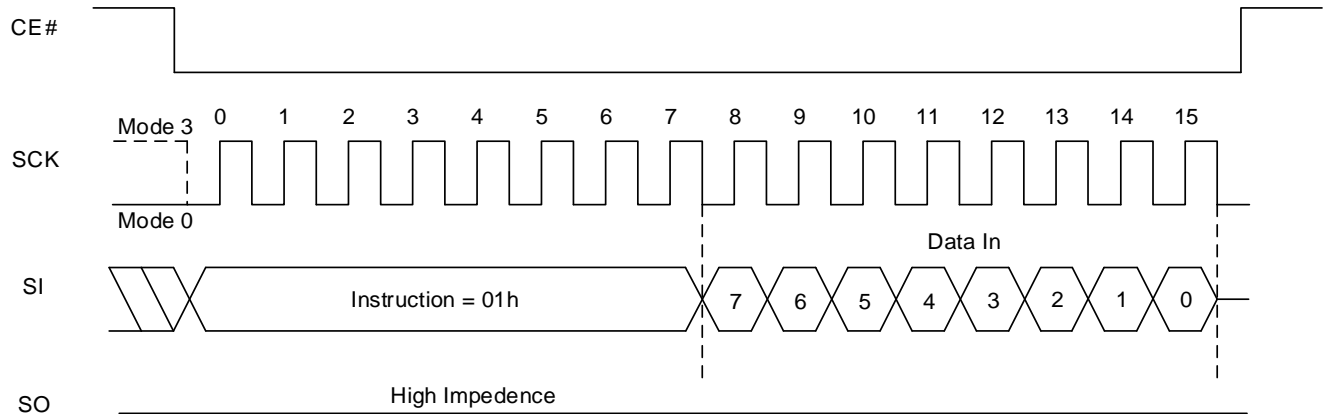 CE#
Mode 3 0 1 2 3 4 5 6 7 8 9 10 11 12 13 14 15
SCK
Mode 0
Data In
SI Instruction = 01h 7 6 5 4 3 2 1 0
High Impedence
SO